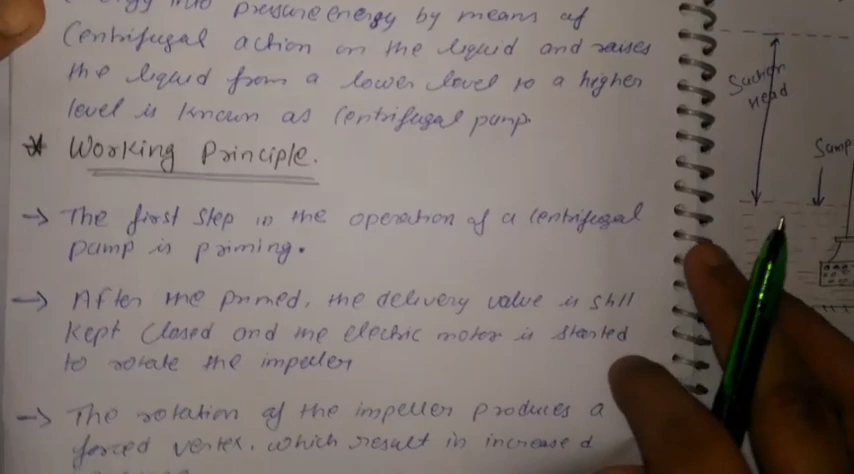 into pressure energy by means of
Centrifugal action on the liquid and raises
the liquid from a lower level to a higher
level is known as Centrifugal pump
* Working Principle.
→ The first step in the operation of a Centrifugal
pump is priming.
→ After the primed, the delivery value is still
kept closed and the electric motor is started
to rotate the impeller
→ The rotation of the impeller produces a
forced vertex, which result in increased
Suction
Head
Sump